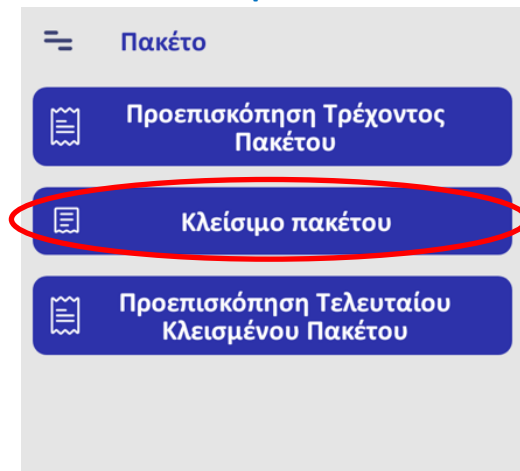 Πακέτο
Προεπισκόπηση Τρέχοντος
Πακέτου
Κλείσιμο πακέτου
Προεπισκόπηση Τελευταίου
Κλεισμένου Πακέτου